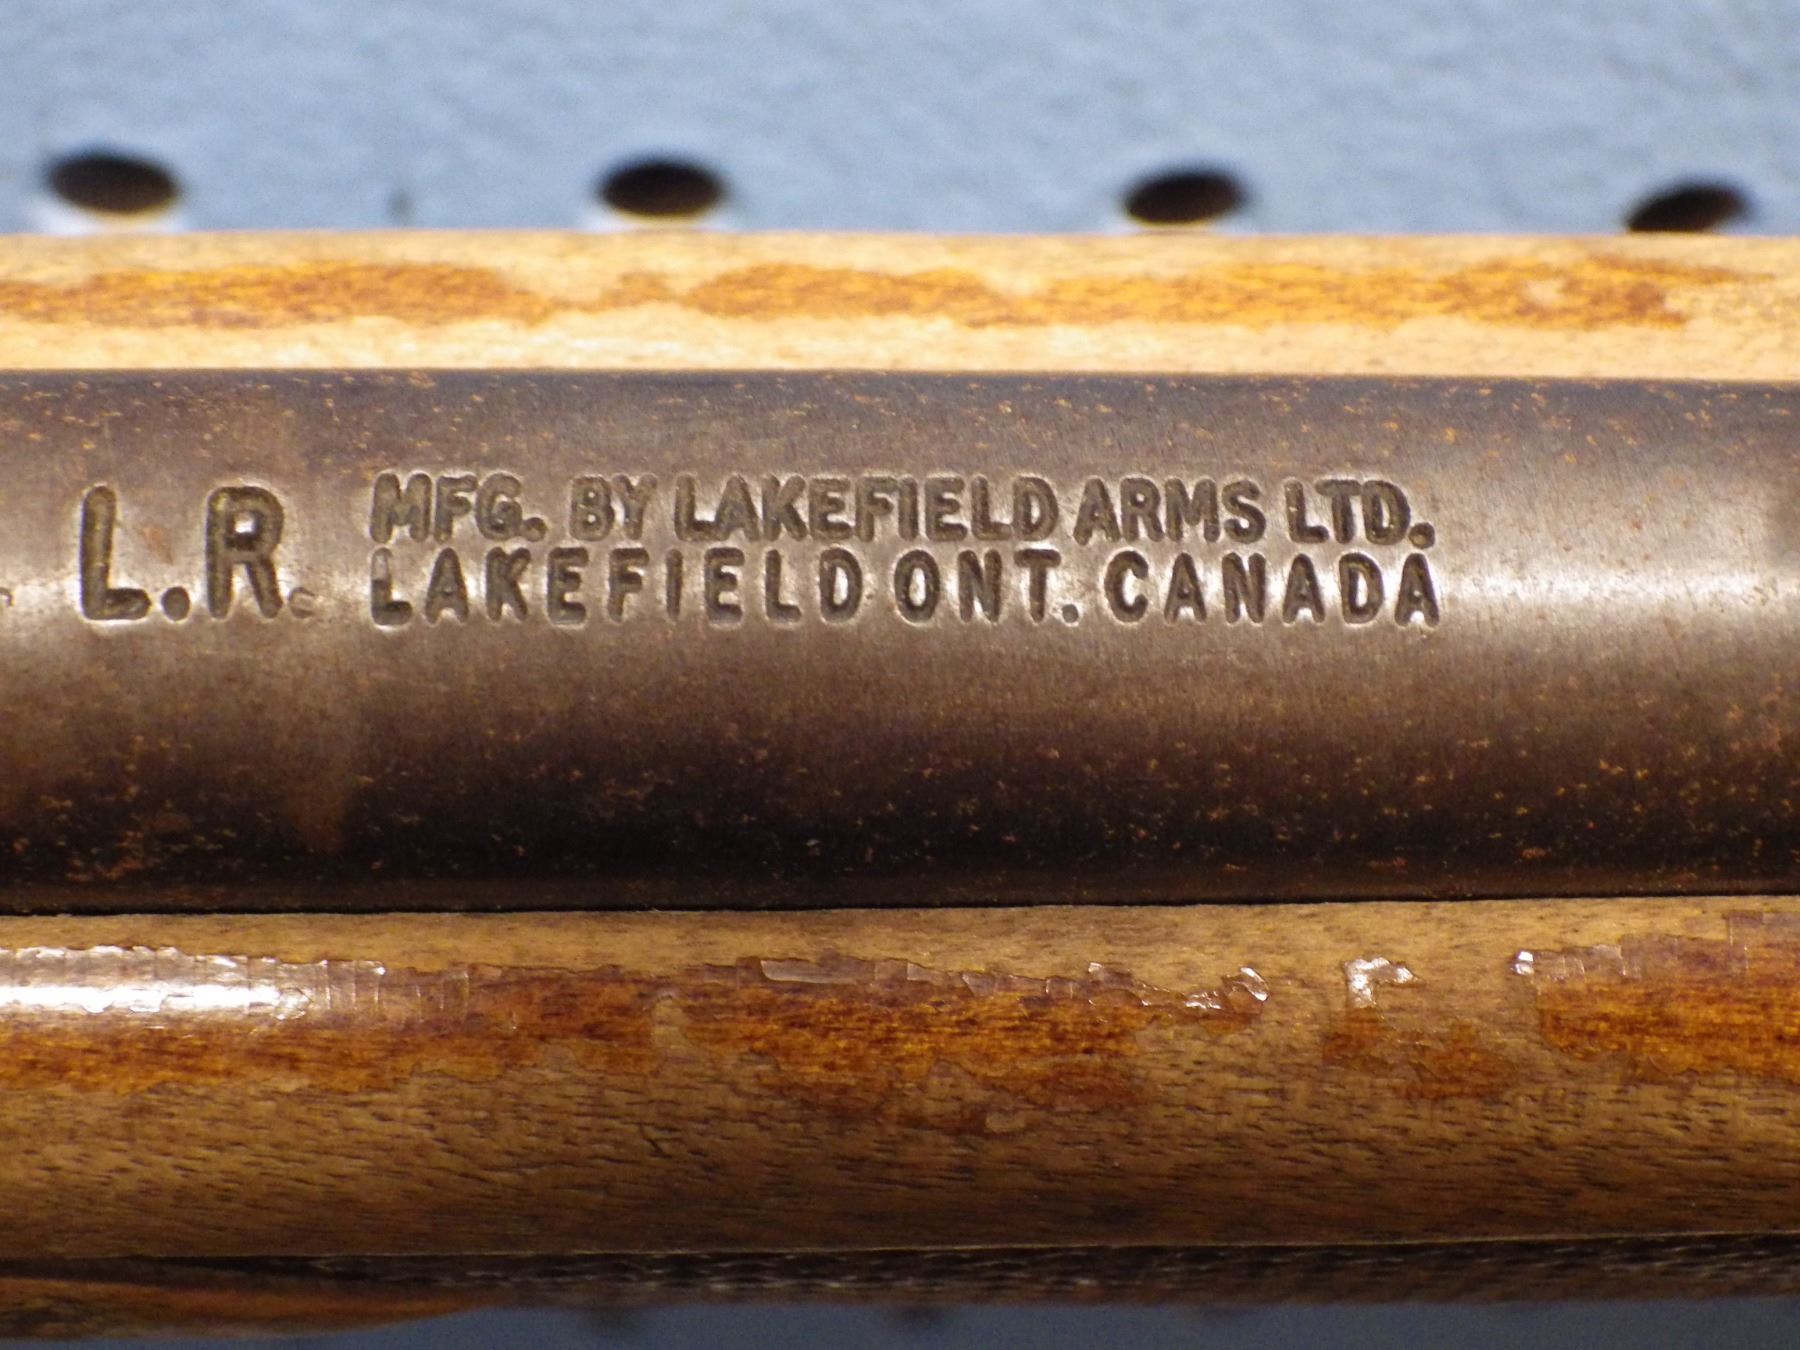 L.R. MFG. BY LAKEFIELD ARMS LTD.
LAKEFIELD ONT. CANADA